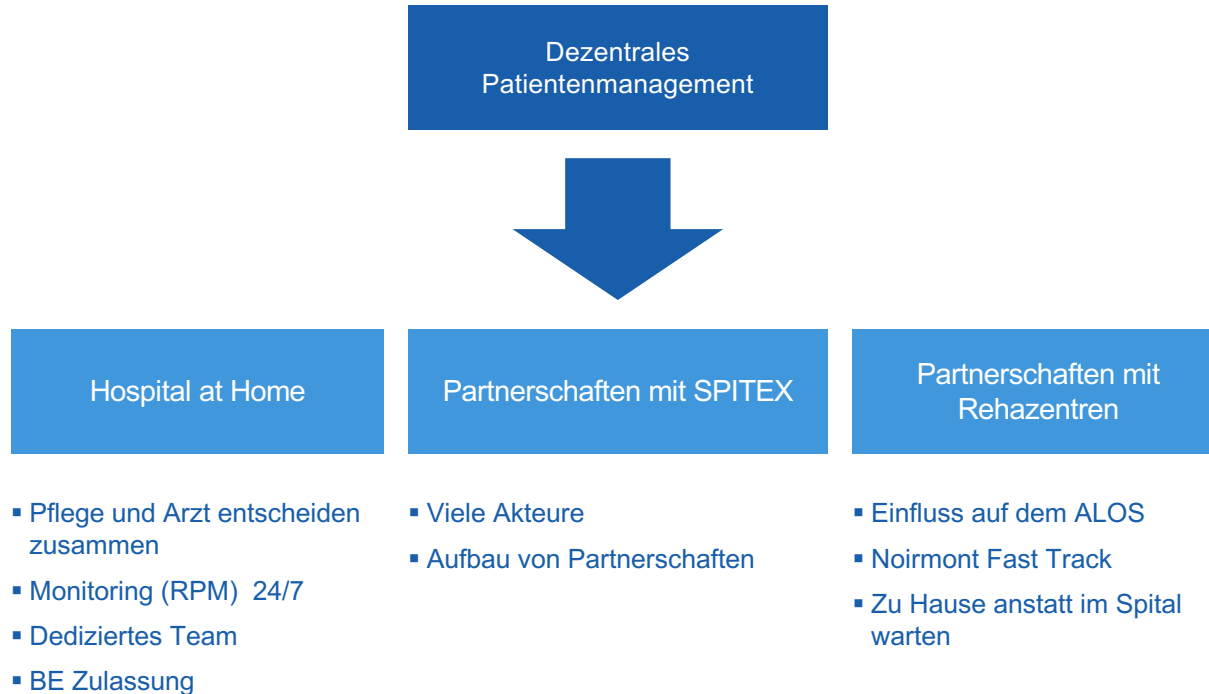 Dezentrales
Patientenmanagement
Hospital at Home
Partnerschaften mit SPITEX
Partnerschaften mit
Rehazentren
▪ Pflege und Arzt entscheiden
zusammen
▪ Monitoring (RPM)  24/7
▪ Dediziertes Team
▪ BE Zulassung
▪ Viele Akteure
▪ Aufbau von Partnerschaften
▪ Einfluss auf dem ALOS
▪ Noirmont Fast Track
▪ Zu Hause anstatt im Spital
warten